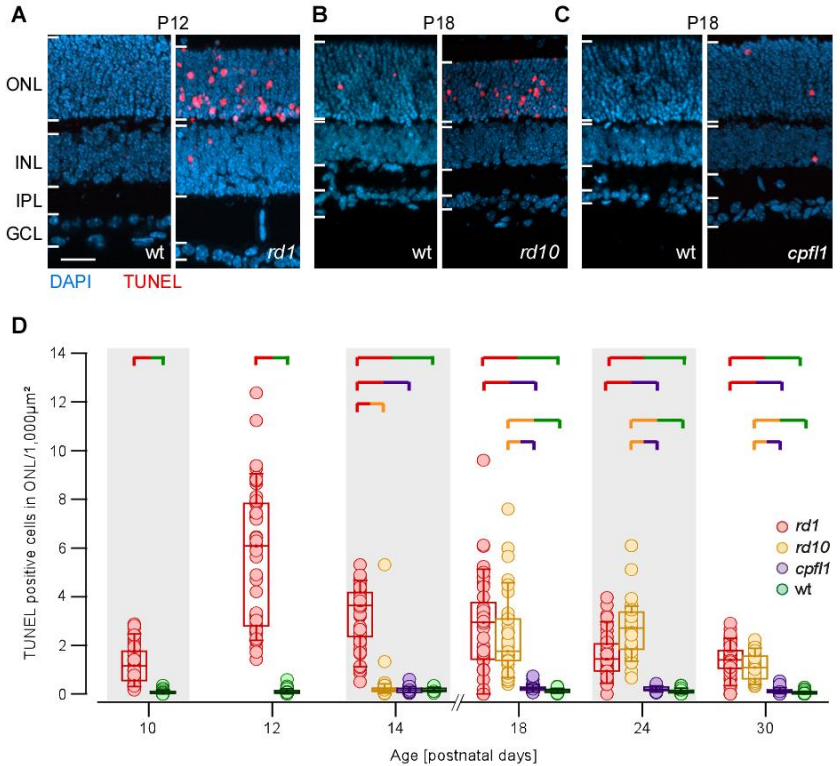 A P12 B P18 C P18
ONL
INL
IPL
GCL
wt rd1 wt rd10 wt cpfl1
DAPI TUNEL
D
14
12
10
8
6
4
2
0
TUNEL positive cells in ONL/1,000µm²
rd1
rd10
cpfl1
wt
10 12 14 18 24 30
Age [postnatal days]